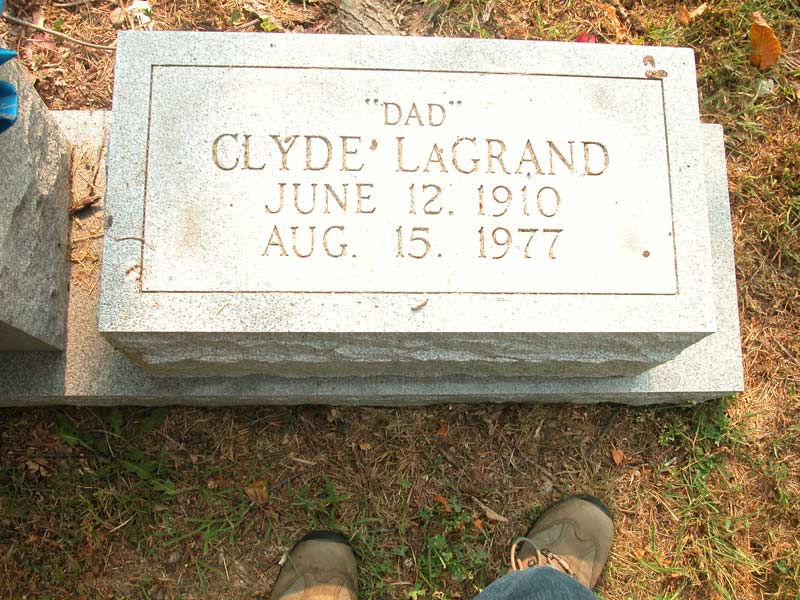 "DAD"
CLYDE' LAGRAND
JUNE 12. 1910
AUG. 15. 1977